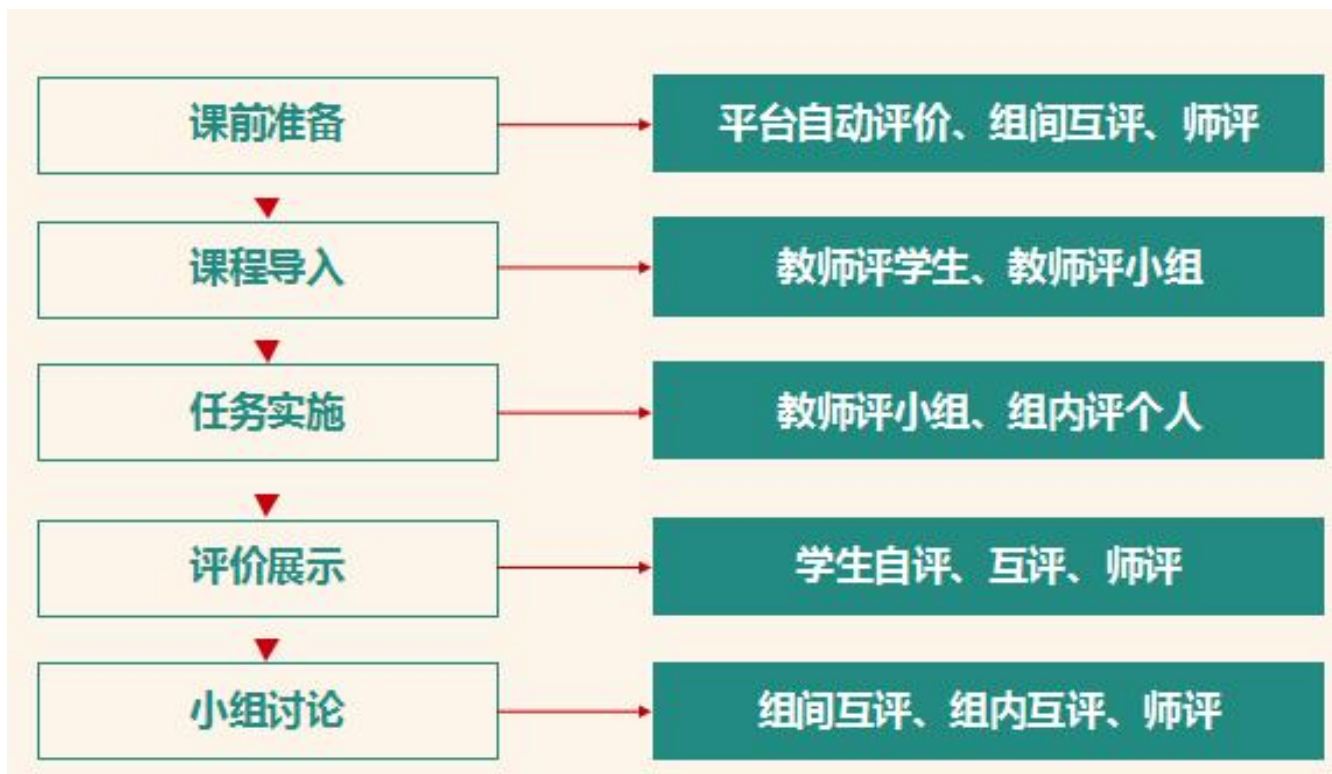 课前准备
平台自动评价、组间互评、师评
课程导入
教师评学生、教师评小组
任务实施
教师评小组、组内评个人
评价展示
学生自评、互评、师评
小组讨论
组间互评、组内互评、师评